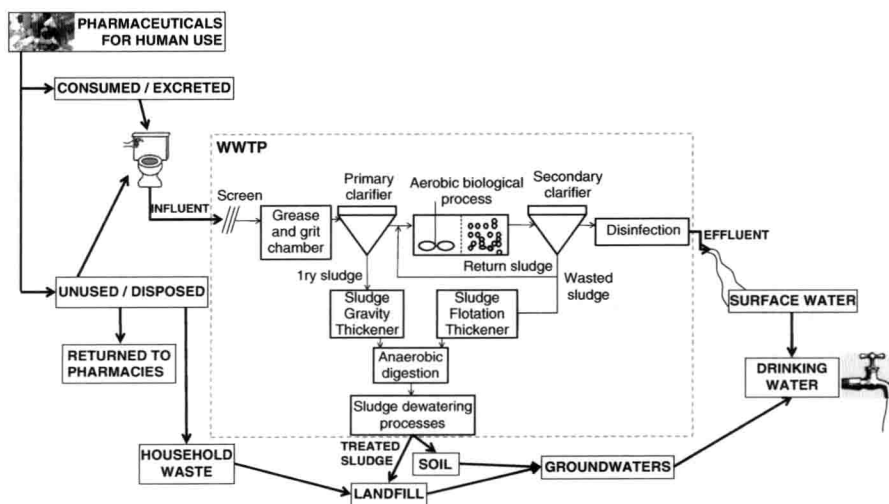 PHARMACEUTICALS
FOR HUMAN USE
CONSUMED / EXCRETED
WWTP
Screen
INFLUENT
Grease
and grit
chamber
Primary
clarifier
Aerobic biological
process
Secondary
clarifier
Disinfection
EFFLUENT
Return sludge
1ry sludge
Wasted
sludge
Sludge
Gravity
Thickener
Sludge
Flotation
Thickener
Anaerobic
digestion
Sludge dewatering
processes
UNUSED / DISPOSED
RETURNED TO
PHARMACIES
HOUSEHOLD
WASTE
TREATED
SLUDGE
SOIL
LANDFILL
GROUNDWATERS
SURFACE WATER
DRINKING
WATER